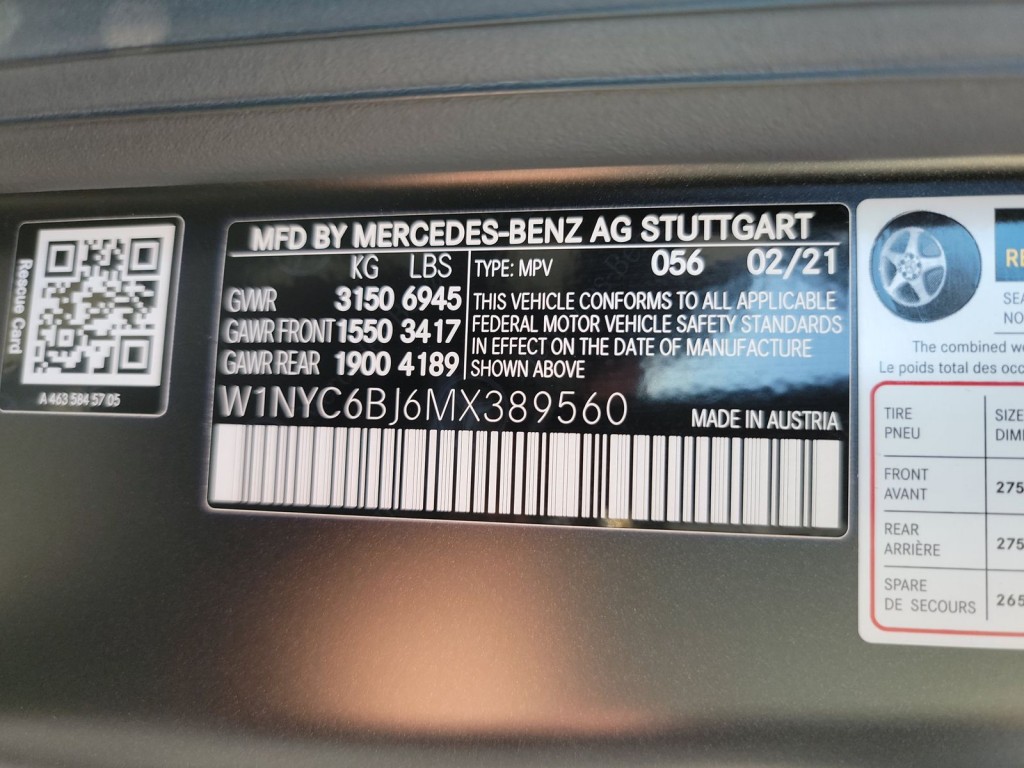 Rescue Card
A 463 584 57 05
MFD BY MERCEDES-BENZ AG STUTTGART
KG LBS
GVWR 3150 6945
GAWR FRONT 1550 3417
GAWR REAR 1900 4189
TYPE: MPV 056 02/21
THIS VEHICLE CONFORMS TO ALL APPLICABLE
FEDERAL MOTOR VEHICLE SAFETY STANDARDS
IN EFFECT ON THE DATE OF MANUFACTURE
SHOWN ABOVE
W1NYC6BJ6MX389560
MADE IN AUSTRIA
The combined
Le poids total des
TIRE
PNEU
FRONT
AVANT
275
REAR
ARRIÈRE
275
SPARE
DE SECOURS
265